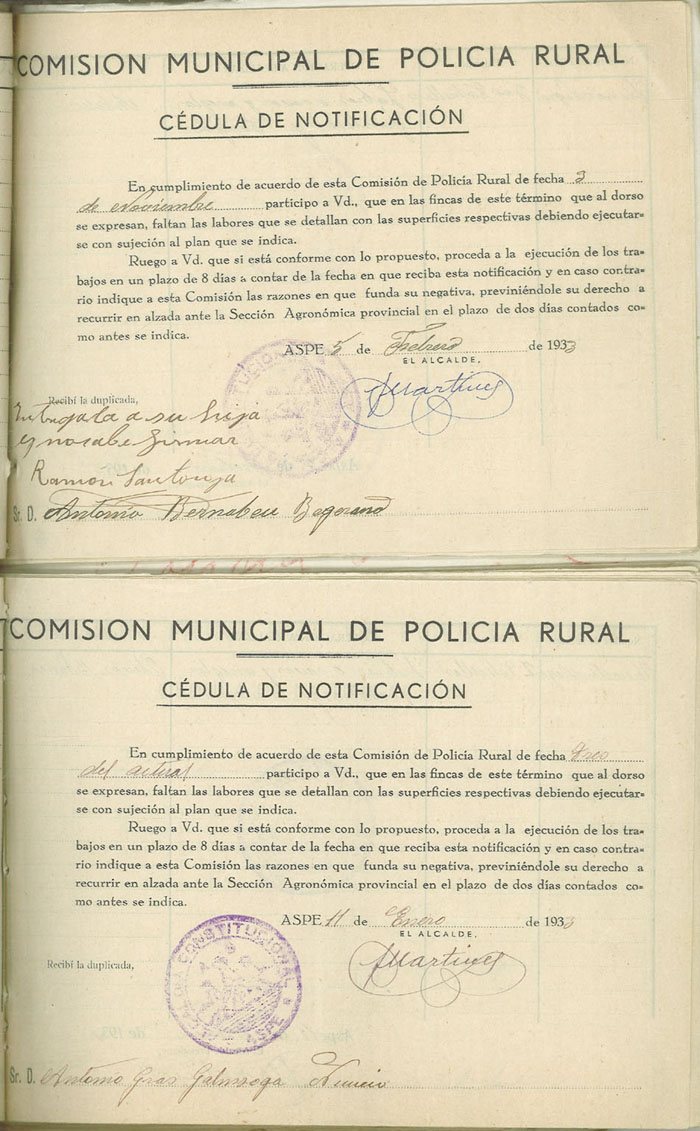 COMISION MUNICIPAL DE POLICIA RURAL
CÉDULA DE NOTIFICACIÓN
En cumplimiento de acuerdo de esta Comisión de Policía Rural de fecha 3
de Noviembre participo a Vd., que en las fincas de este término que al dorso
se expresan, faltan las labores que se detallan con las superficies respectivas debiendo ejecutar=
se con sujeción al plan que se indica.
Ruego a Vd. que si está conforme con lo propuesto, proceda a la ejecución de los tra=
bajos en un plazo de 8 días a contar de la fecha en que reciba esta notificación y en caso contra=
rio indique a esta Comisión las razones en que funda su negativa, previniéndole su derecho a
recurrir en alzada ante la Sección Agronómica provincial en el plazo de dos días contados co=
mo antes se indica.
ASPE 5 de Febrero de 1933
EL ALCALDE,
Recibí la duplicada,
JMartinez
Entregata a su hija
y no sabe firmar
Ramon Santonja
Sr. D. Antonio Bernabeu
COMISION MUNICIPAL DE POLICIA RURAL
CÉDULA DE NOTIFICACIÓN
En cumplimiento de acuerdo de esta Comisión de Policía Rural de fecha
del actual participo a Vd., que en las fincas de este término que al dorso
se expresan, faltan las labores que se detallan con las superficies respectivas debiendo ejecutar=
se con sujeción al plan que se indica.
Ruego a Vd. que si está conforme con lo propuesto, proceda a la ejecución de los tra=
bajos en un plazo de 8 días a contar de la fecha en que reciba esta notificación y en caso contra=
rio indique a esta Comisión las razones en que funda su negativa, previniéndole su derecho a
recurrir en alzada ante la Sección Agronómica provincial en el plazo de dos días contados co=
mo antes se indica.
ASPE 11 de Enero de 1933
EL ALCALDE,
ALCALDIA CONSTITUCIONAL
ASPE
JMartinez
Recibí la duplicada,
Sr. D. Antonio Gras Galinsoga